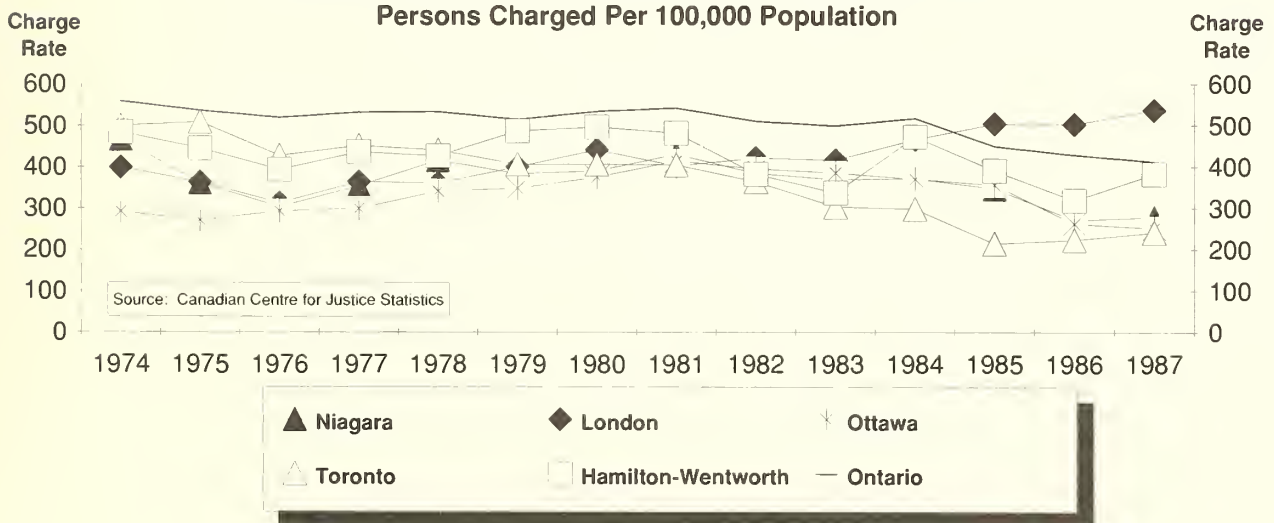 Persons Charged Per 100,000 Population
Charge
Rate
Charge
Rate
600
500
400
300
200
100
0
600
500
400
300
200
100
0
Source: Canadian Centre for Justice Statistics
1974 1975 1976 1977 1978 1979 1980 1981 1982 1983 1984 1985 1986 1987
Niagara London Ottawa
Toronto Hamilton-Wentworth Ontario